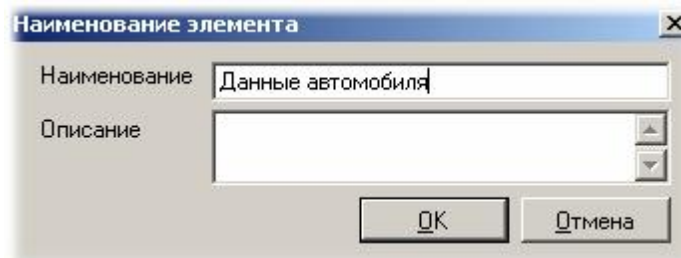 Наименование элемента
Наименование Данные автомобиля
Описание
OK Отмена